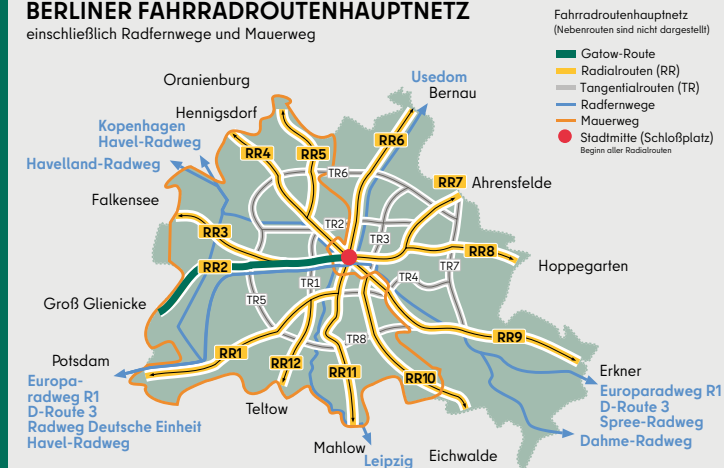 BERLINER FAHRRADROUTENHAUPTNETZ
einschließlich Radfernwege und Mauerweg
Fahrradroutenhauptnetz
(Nebenrouten sind nicht dargestellt)
Gatow-Route
Radialrouten (RR)
Tangentialrouten (TR)
Radfernwege
Mauerweg
Stadtmitte (Schloßplatz)
Beginn aller Radialrouten
Oranienburg
Usedom
Bernau
Hennigsdorf
Kopenhagen
Havel-Radweg
Havelland-Radweg
RR4
RR5
RR6
TR6
RR7
Ahrensfelde
Falkensee
RR3
TR2
TR3
RR8
RR2
TR4
TR7
Hoppegarten
TR1
TR5
Groß Glienicke
TR8
RR9
RR1
RR12
RR11
RR10
Potsdam
Europa-
radweg R1
D-Route 3
Radweg Deutsche Einheit
Havel-Radweg
Erkner
Europaradweg R1
D-Route 3
Spree-Radweg
Dahme-Radweg
Teltow
Mahlow
Leipzig
Eichwalde